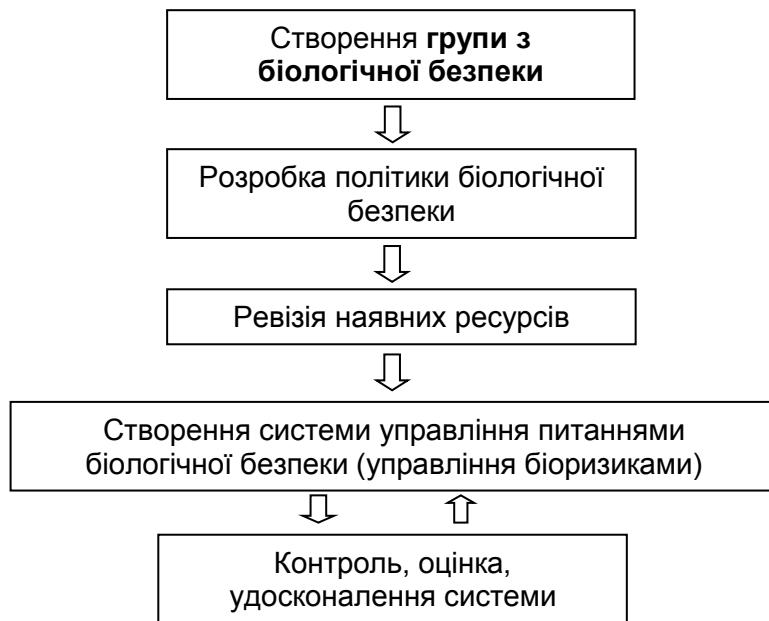 Створення групи з
біологічної безпеки
Розробка політики біологічної
безпеки
Ревізія наявних ресурсів
Створення системи управління питаннями
біологічної безпеки (управління біоризиками)
Контроль, оцінка,
удосконалення системи